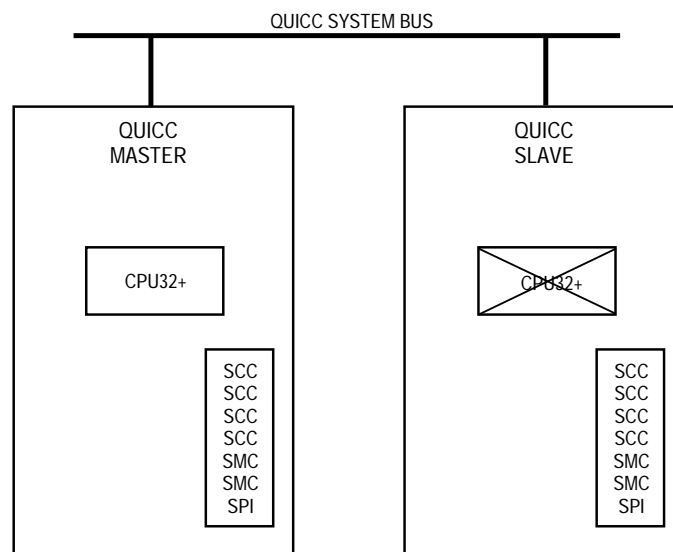 QUICC SYSTEM BUS
QUICC
MASTER
CPU32+
SCC
SCC
SCC
SCC
SMC
SMC
SPI
QUICC
SLAVE
CPU32+
SCC
SCC
SCC
SCC
SMC
SMC
SPI